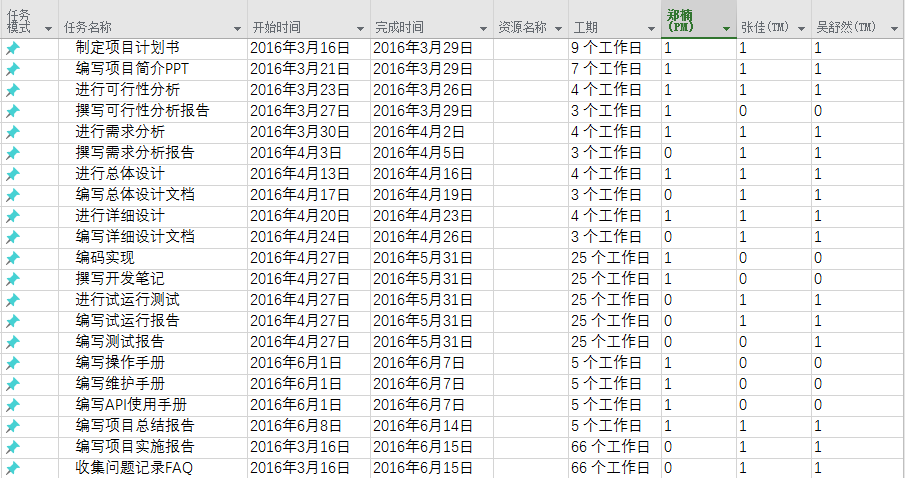 任务模式 任务名称 开始时间 完成时间 资源名称 工期 郑楠(PM) 张佳(TM) 吴舒然(TM)
制定项目计划书 2016年3月16日 2016年3月29日 9 个工作日 1 1 1
编写项目简介PPT 2016年3月21日 2016年3月29日 7 个工作日 1 1 1
进行可行性分析 2016年3月23日 2016年3月26日 4 个工作日 1 1 1
撰写可行性分析报告 2016年3月27日 2016年3月29日 3 个工作日 1 0 0
进行需求分析 2016年3月30日 2016年4月2日 4 个工作日 1 1 1
撰写需求分析报告 2016年4月3日 2016年4月5日 3 个工作日 0 1 1
进行总体设计 2016年4月13日 2016年4月16日 4 个工作日 1 1 1
编写总体设计文档 2016年4月17日 2016年4月19日 3 个工作日 0 1 1
进行详细设计 2016年4月20日 2016年4月23日 4 个工作日 1 1 1
编写详细设计文档 2016年4月24日 2016年4月26日 3 个工作日 0 1 1
编码实现 2016年4月27日 2016年5月31日 25 个工作日 1 0 0
撰写开发笔记 2016年4月27日 2016年5月31日 25 个工作日 1 0 0
进行试运行测试 2016年4月27日 2016年5月31日 25 个工作日 0 1 1
编写试运行报告 2016年4月27日 2016年5月31日 25 个工作日 0 1 1
编写测试报告 2016年4月27日 2016年5月31日 25 个工作日 0 0 1
编写操作手册 2016年6月1日 2016年6月7日 5 个工作日 1 0 0
编写维护手册 2016年6月1日 2016年6月7日 5 个工作日 1 0 0
编写API使用手册 2016年6月1日 2016年6月7日 5 个工作日 1 0 0
编写项目总结报告 2016年6月8日 2016年6月14日 5 个工作日 1 1 1
编写项目实施报告 2016年3月16日 2016年6月15日 66 个工作日 0 1 1
收集问题记录FAQ 2016年3月16日 2016年6月15日 66 个工作日 0 1 1